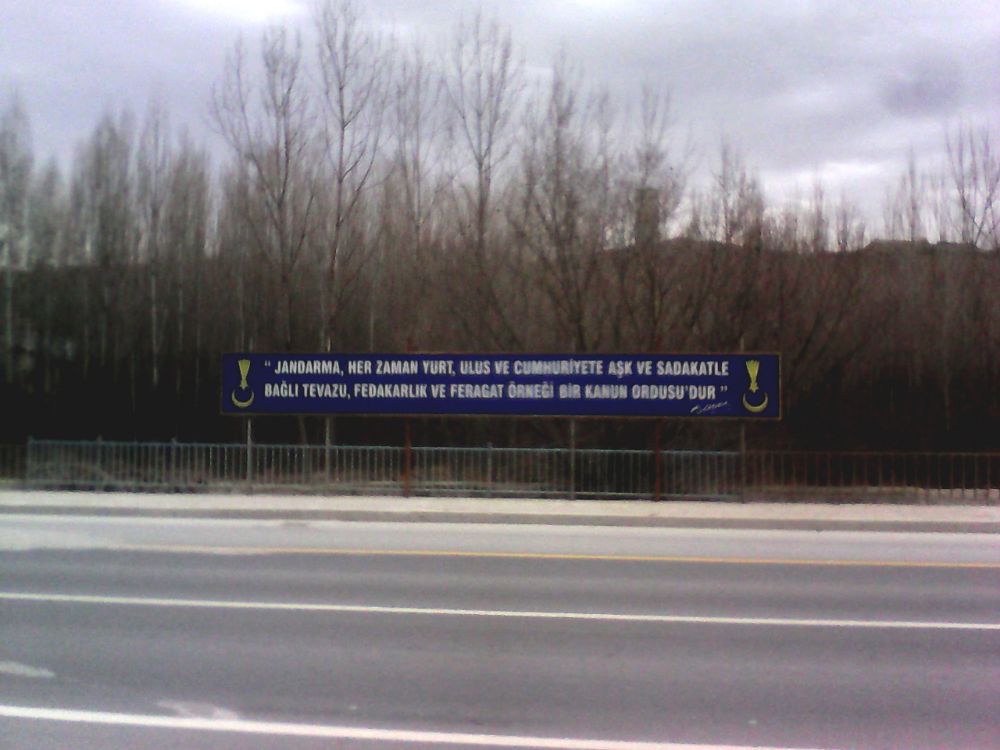 “ JANDARMA, HER ZAMAN YURT, ULUS VE CUMHURİYETE AŞK VE SADAKATLE
BAĞLI TEVAZU, FEDAKARLIK VE FERAGAT ÖRNEĞİ BİR KANUN ORDUSU'DUR ”